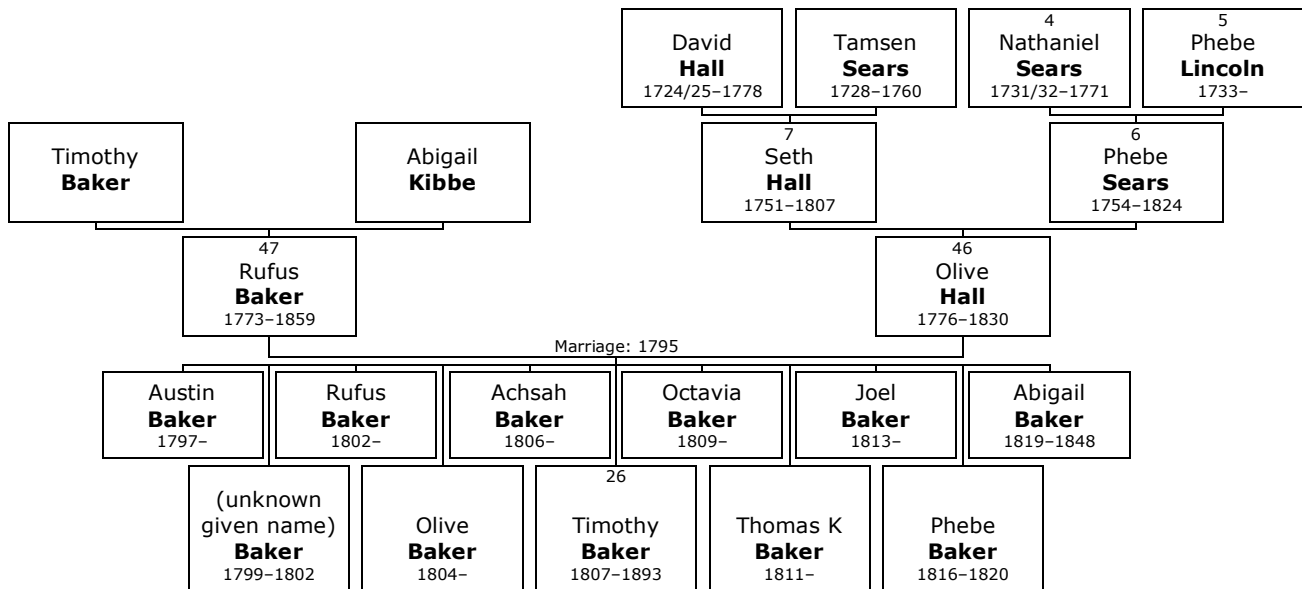 David
Hall
1724/25–1778
Tamsen
Sears
1728–1760
4
Nathaniel
Sears
1731/32–1771
5
Phebe
Lincoln
1733–
Timothy
Baker
Abigail
Kibbe
7
Seth
Hall
1751–1807
6
Phebe
Sears
1754–1824
47
Rufus
Baker
1773–1859
46
Olive
Hall
1776–1830
Marriage: 1795
Austin
Baker
1797–
Rufus
Baker
1802–
Achsah
Baker
1806–
Octavia
Baker
1809–
Joel
Baker
1813–
Abigail
Baker
1819–1848
(unknown
given name)
Baker
1799–1802
Olive
Baker
1804–
26
Timothy
Baker
1807–1893
Thomas K
Baker
1811–
Phebe
Baker
1816–1820